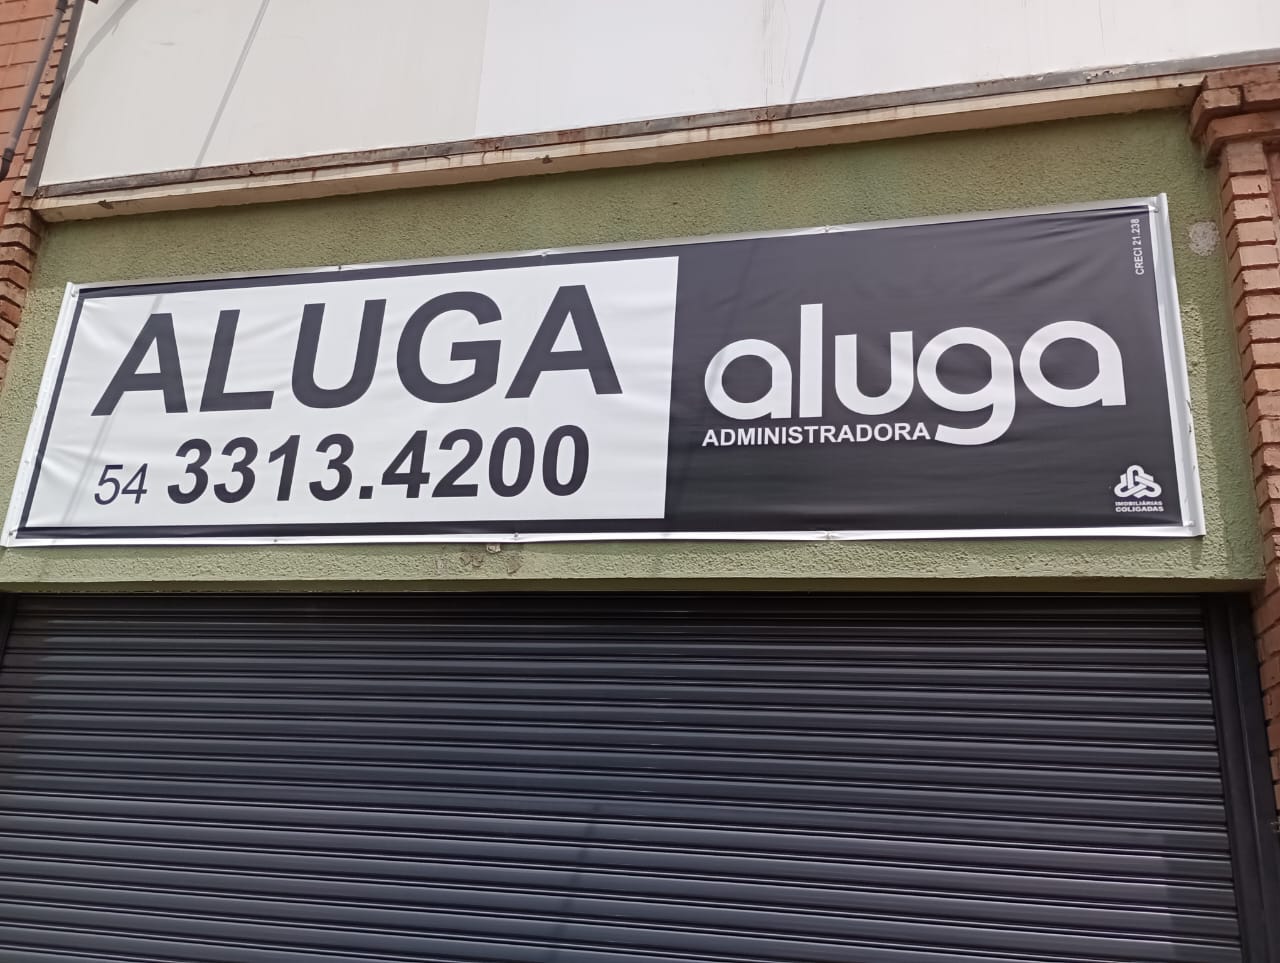 ALUGA
54 3313.4200
aluga
ADMINISTRADORA
CRECI 21.238
IMOBILIÁRIAS
COLIGADAS